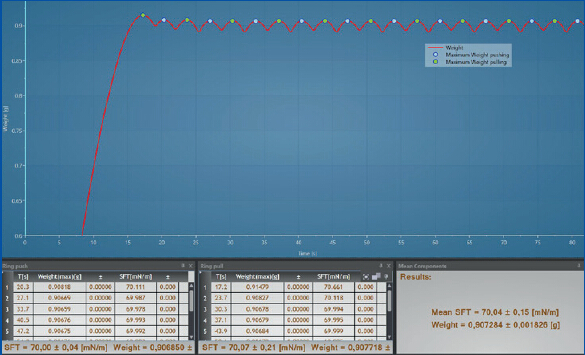 Weight
Maximum Weight pushing
Maximum Weight pulling
Weight [g]
0.9
0.85
0.8
0.75
0.7
0.65
0.6
0 5 10 15 20 25 30 35 40 45 50 55 60 65 70 75 80
Time [s]
Ring push
T[s] Weight(max)[g] ± SFT[mN/m] ±
1 20.3 0.90818 0.00000 70.111 0.000
2 27.1 0.90669 0.00000 69.987 0.000
3 33.7 0.90659 0.00000 69.978 0.000
4 40.5 0.90676 0.00000 69.993 0.000
5 47.2 0.90675 0.00000 69.992 0.000
SFT = 70,00 ± 0,04 [mN/m] Weight = 0,906850 ±
Ring pull
T[s] Weight(max)[g] ± SFT[mN/m] ±
1 17.2 0.91479 0.00000 70.661 0.000
2 23.7 0.90827 0.00000 70.118 0.000
3 30.5 0.90678 0.00000 69.994 0.000
4 37.1 0.90679 0.00000 69.995 0.000
5 43.9 0.90684 0.00000 69.999 0.000
SFT = 70,07 ± 0,21 [mN/m] Weight = 0,907718 ±
Mean Components
Results:
Mean SFT = 70,04 ± 0,15 [mN/m]
Weight = 0,907284 ± 0,001826 [g]